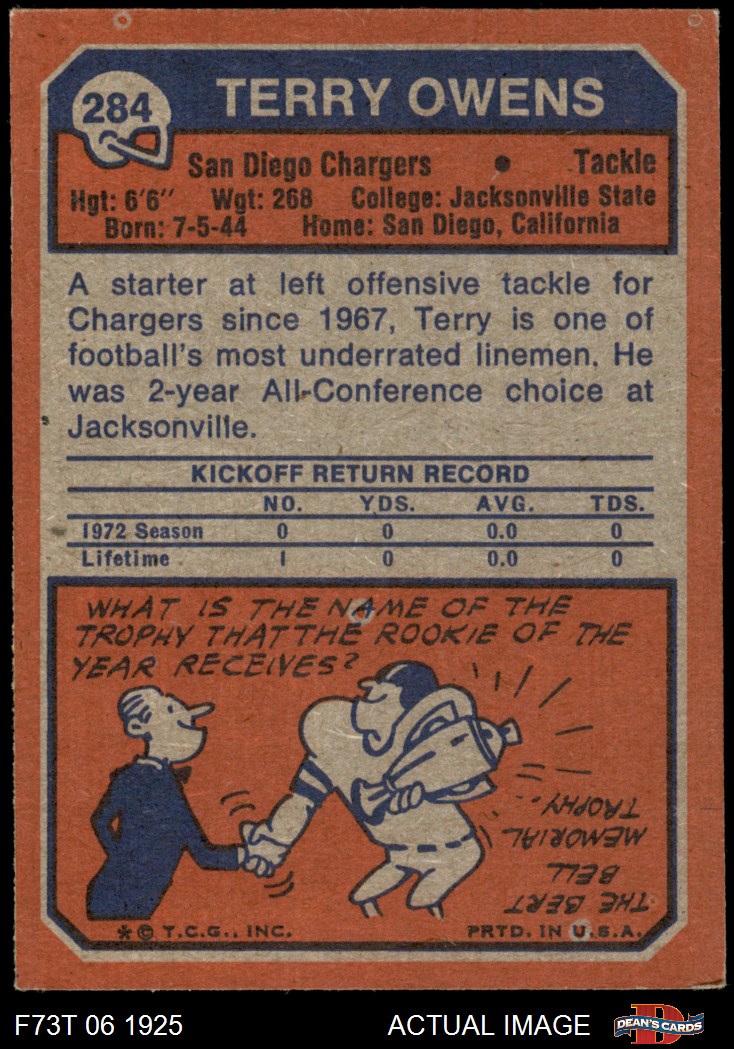 284
TERRY OWENS
San Diego Chargers • Tackle
Hgt: 6'6" Wgt: 268 College: Jacksonville State
Born: 7-5-44 Home: San Diego, California
A starter at left offensive tackle for
Chargers since 1967, Terry is one of
football's most underrated linemen. He
was 2-year All-Conference choice at
Jacksonville.
KICKOFF RETURN RECORD
NO. YDS. AVG. TDS.
1972 Season 0 0 0.0 0
Lifetime 1 0 0.0 0
WHAT IS THE NAME OF THE
TROPHY THAT THE ROOKIE OF THE
YEAR RECEIVES?
THE BERT
BELL
MEMORIAL
TROPHY..
* © T.C.G., INC. PRTD. IN U.S.A.
F73T 06 1925 ACTUAL IMAGE
D
DEAN'S CARDS